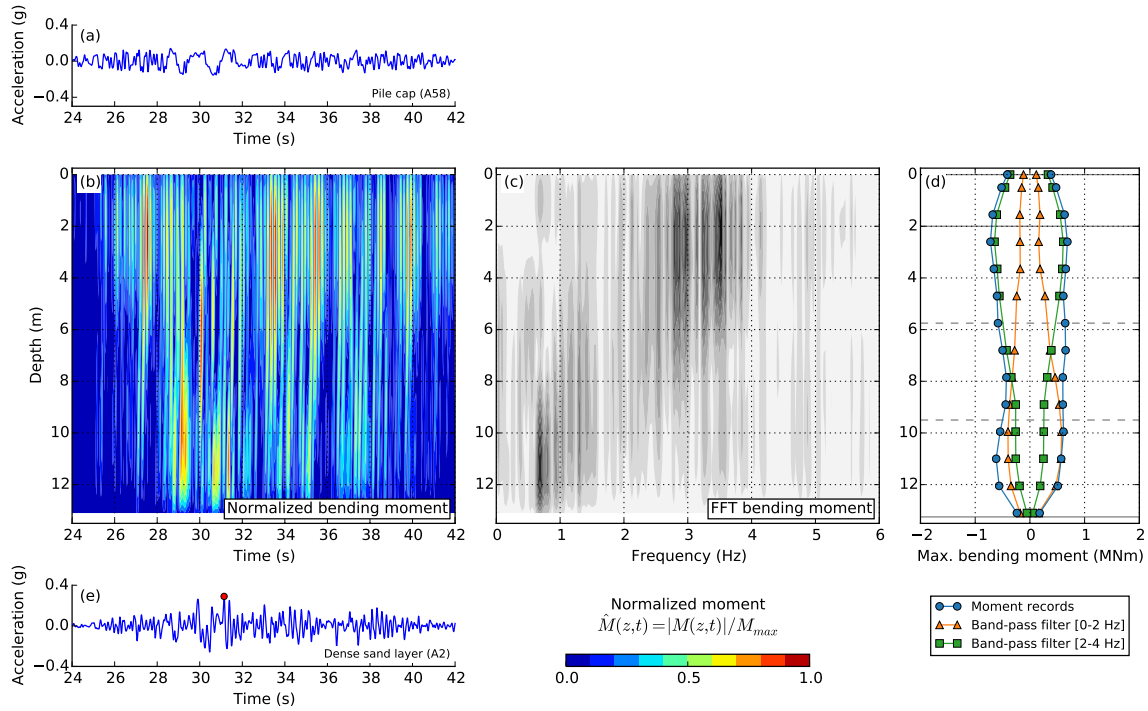 Acceleration (g)
0.4
0.0
−0.4
(a)
Pile cap (A58)
24 26 28 30 32 34 36 38 40 42
Time (s)
Depth (m)
0
2
4
6
8
10
12
(b)
Normalized bending moment
24 26 28 30 32 34 36 38 40 42
Time (s)
0
2
4
6
8
10
12
(c)
FFT bending moment
0 1 2 3 4 5 6
Frequency (Hz)
0
2
4
6
8
10
12
(d)
−2 −1 0 1 2
Max. bending moment (MNm)
Acceleration (g)
0.4
0.0
−0.4
(e)
Dense sand layer (A2)
24 26 28 30 32 34 36 38 40 42
Time (s)
Normalized moment
M̂(z,t)=|M(z,t)|/M_max
0.0 0.5 1.0
Moment records
Band-pass filter [0-2 Hz]
Band-pass filter [2-4 Hz]